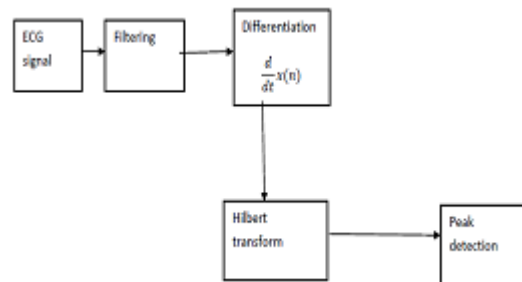 ECG
signal
Filtering
Differentiation
d/dt x(n)
Hilbert
transform
Peak
detection